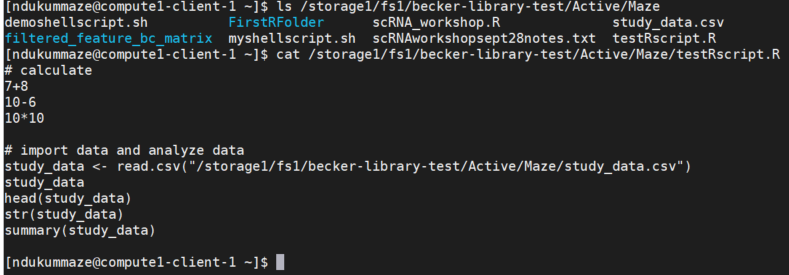 [ndukummaze@compute1-client-1 ~]$ ls /storage1/fs1/becker-library-test/Active/Maze
demoshellscript.sh FirstRFolder scRNA_workshop.R study_data.csv
filtered_feature_bc_matrix myshellscript.sh scRNAworkshopsept28notes.txt testRscript.R
[ndukummaze@compute1-client-1 ~]$ cat /storage1/fs1/becker-library-test/Active/Maze/testRscript.R
# calculate
7+8
10-6
10*10
# import data and analyze data
study_data <- read.csv("/storage1/fs1/becker-library-test/Active/Maze/study_data.csv")
study_data
head(study_data)
str(study_data)
summary(study_data)
[ndukummaze@compute1-client-1 ~]$